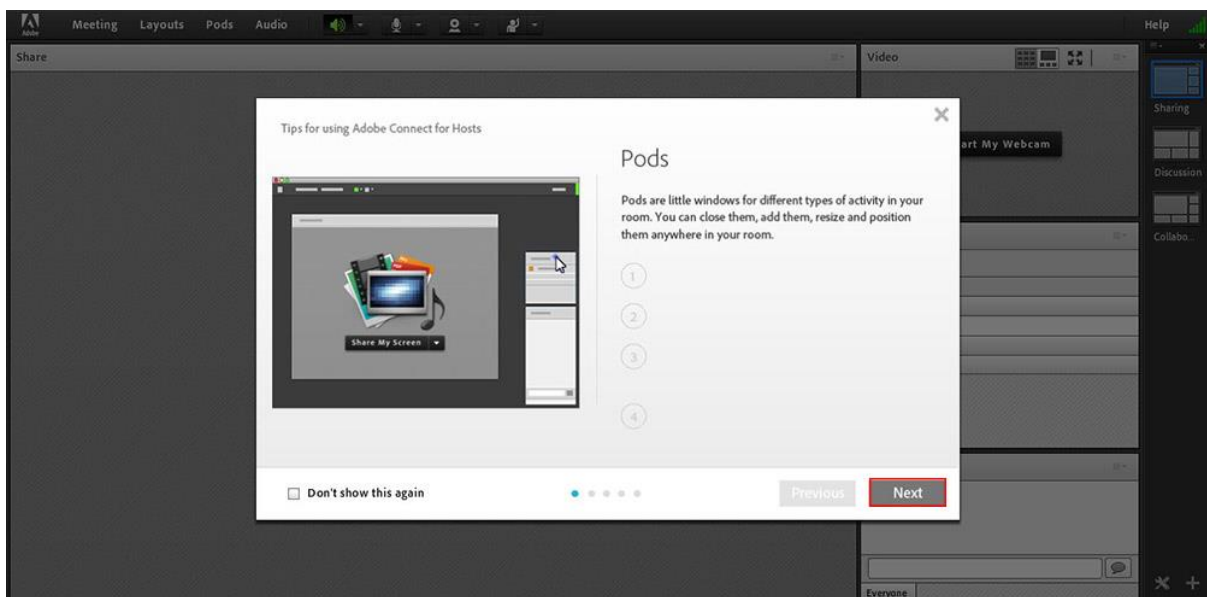 Adobe
Meeting Layouts Pods Audio
Help
Share
Video
Sharing
art My Webcam
Discussion
Collabo...
Tips for using Adobe Connect for Hosts
Pods
Pods are little windows for different types of activity in your
room. You can close them, add them, resize and position
them anywhere in your room.
1
2
3
4
Share My Screen
Don't show this again
Previous
Next
Everyone